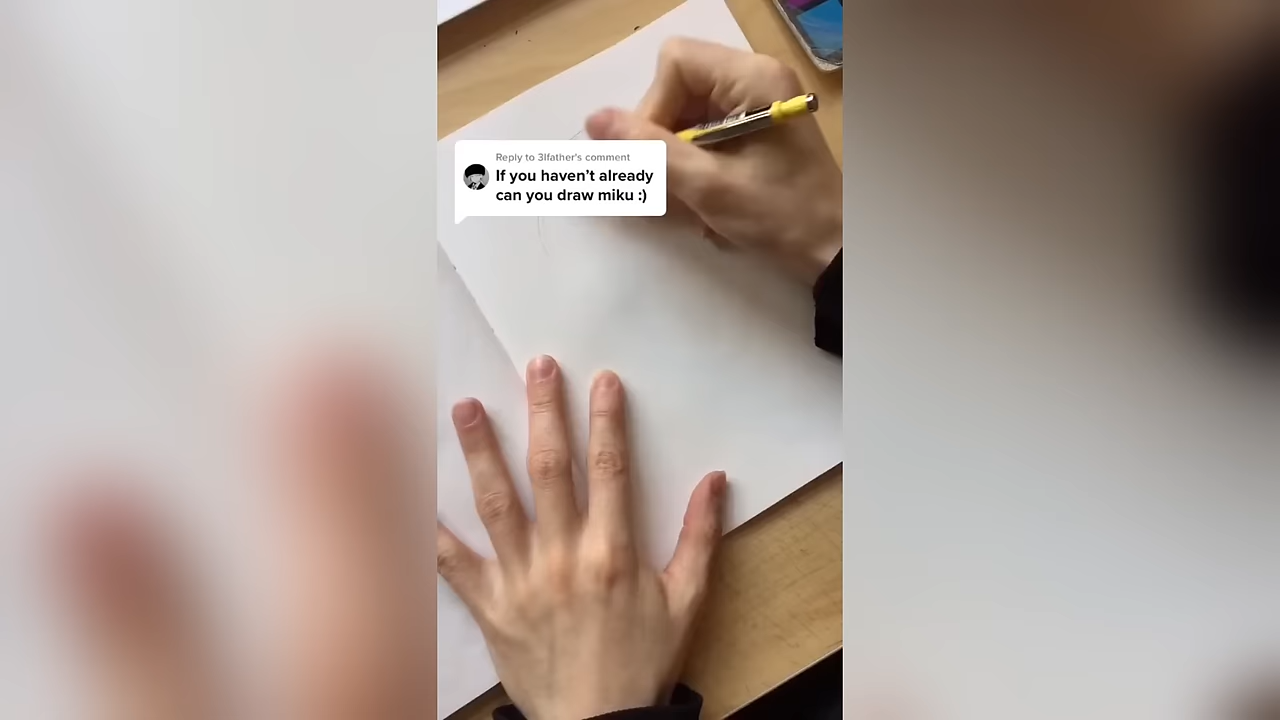 Reply to 3lfather's comment
If you haven't already
can you draw miku :)